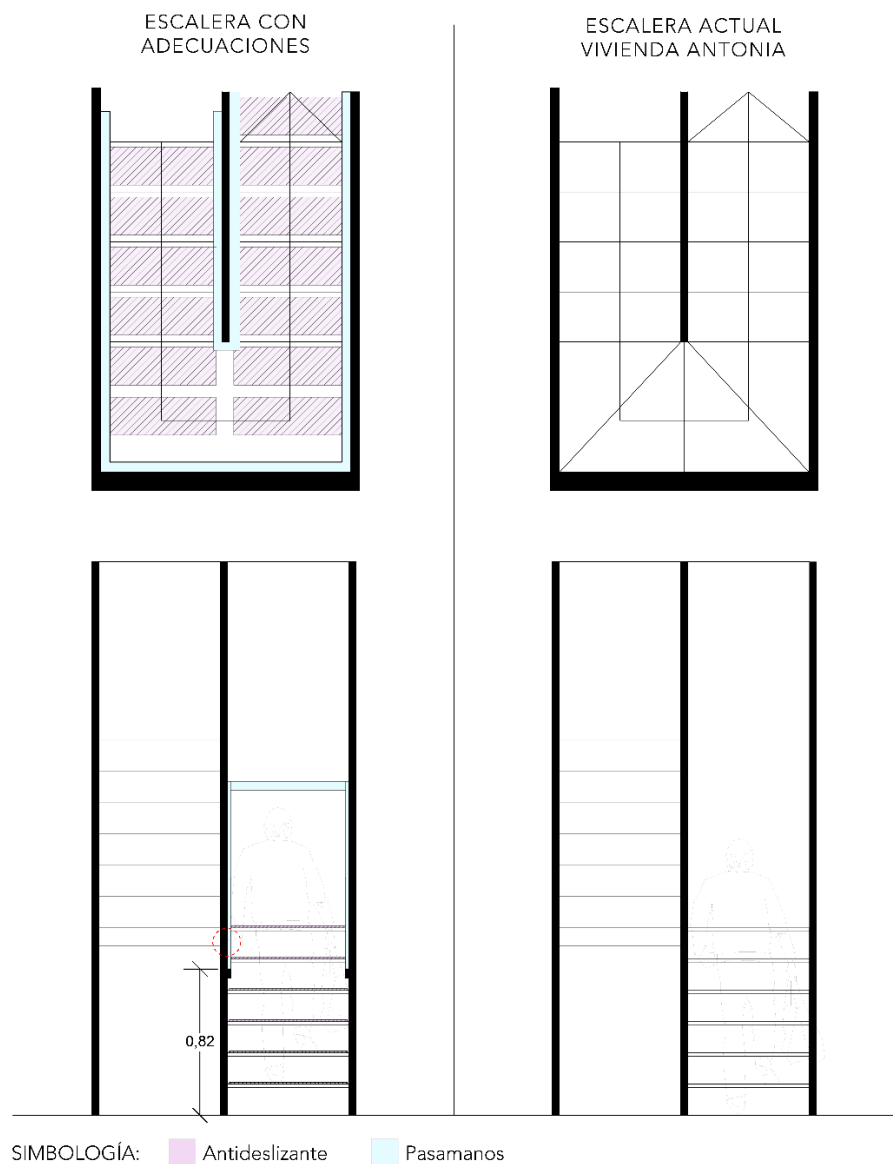 ESCALERA CON
ADECUACIONES
ESCALERA ACTUAL
VIVIENDA ANTONIA
0,82
SIMBOLOGÍA: Antideslizante Pasamanos